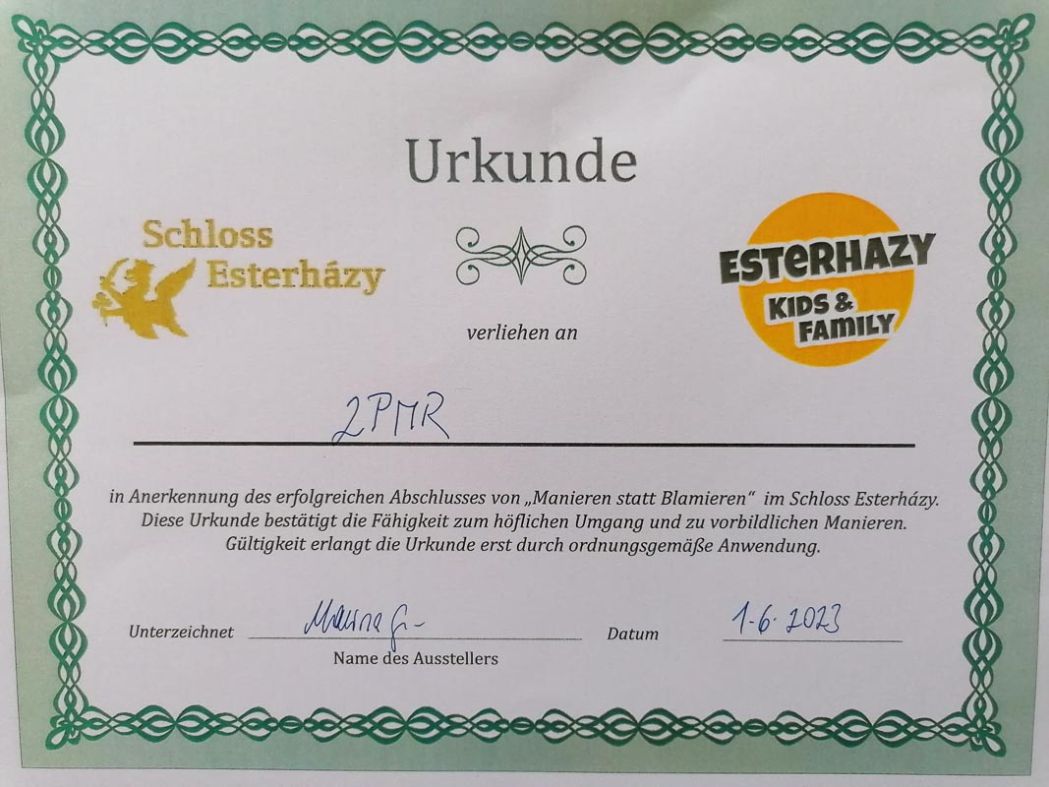 Urkunde
Schloss
Esterházy
ESTERHAZY
KIDS &
FAMILY
verliehen an
2PMR
in Anerkennung des erfolgreichen Abschlusses von „Manieren statt Blamieren“ im Schloss Esterházy.
Diese Urkunde bestätigt die Fähigkeit zum höflichen Umgang und zu vorbildlichen Manieren.
Gültigkeit erlangt die Urkunde erst durch ordnungsgemäße Anwendung.
Unterzeichnet
Datum 1.6.2023
Name des Ausstellers